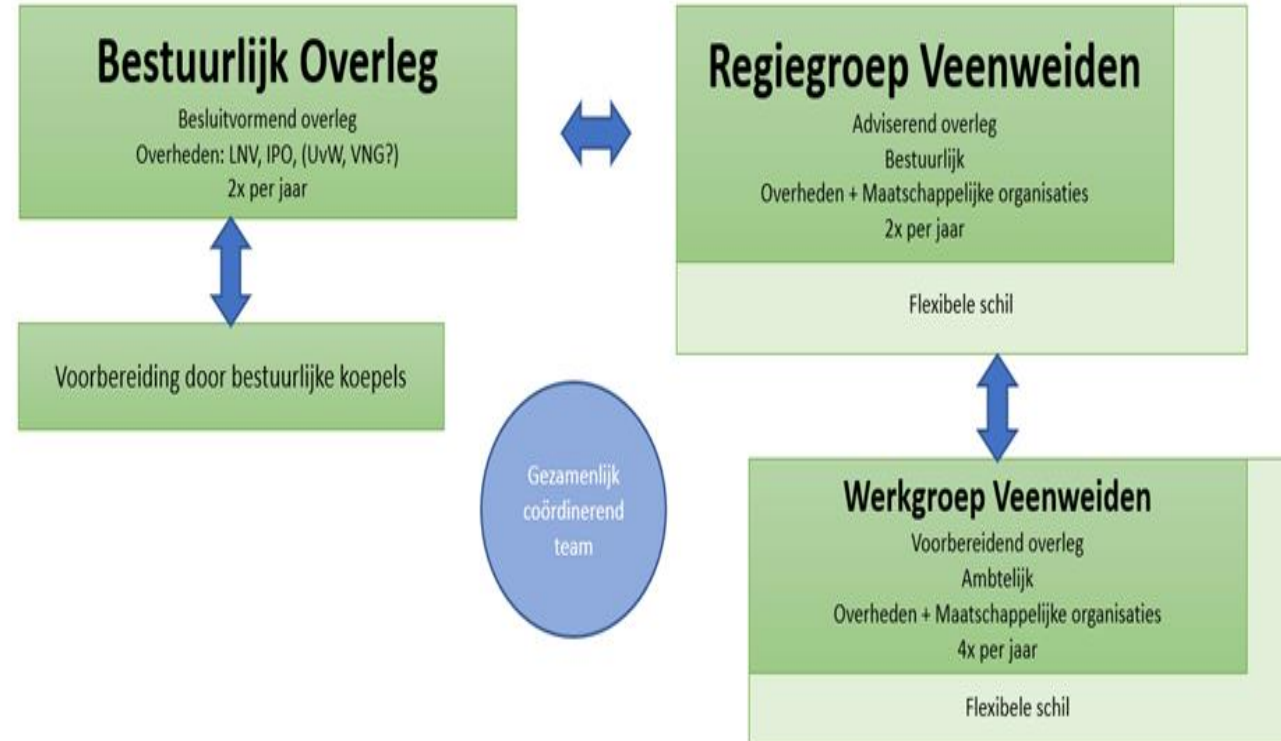 Bestuurlijk Overleg
Besluitvormend overleg
Overheden: LNV, IPO, (UvW, VNG?)
2x per jaar
Voorbereiding door bestuurlijke koepels
Regiegroep Veenweiden
Adviserend overleg
Bestuurlijk
Overheden + Maatschappelijke organisaties
2x per jaar
Flexibele schil
Gezamenlijk
coördinerend
team
Werkgroep Veenweiden
Voorbereidend overleg
Ambtelijk
Overheden + Maatschappelijke organisaties
4x per jaar
Flexibele schil